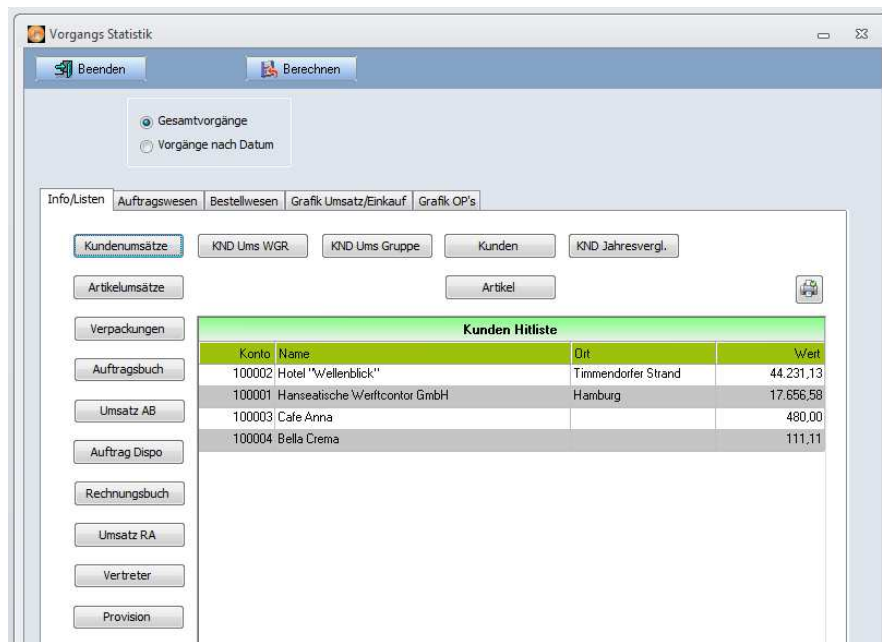 Vorgangs Statistik
Beenden Berechnen
Gesamtvorgänge
Vorgänge nach Datum
Info/Listen Auftragswesen Bestellwesen Grafik Umsatz/Einkauf Grafik OP's
Kundenumsätze KND Ums WGR KND Ums Gruppe Kunden KND Jahresvergl.
Artikelumsätze Artikel
Verpackungen
Auftragsbuch
Umsatz AB
Auftrag Dispo
Rechnungsbuch
Umsatz RA
Vertreter
Provision
Kunden Hitliste
Konto Name Ort Wert
100002 Hotel "Wellenblick" Timmendorfer Strand 44.231,13
100001 Hanseatische Werftcontor GmbH Hamburg 17.656,58
100003 Cafe Anna 480,00
100004 Bella Crema 111,11